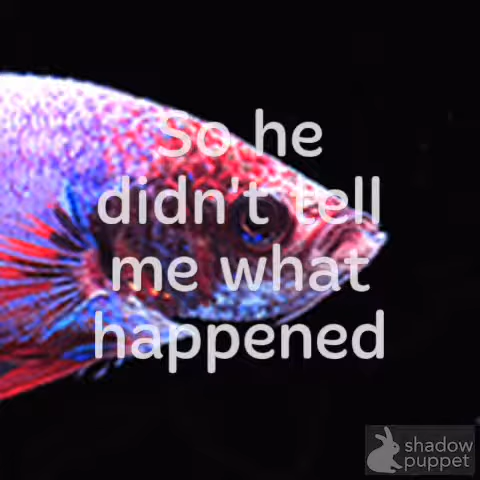 So he
didn't tell
me what
happened
shadow
puppet